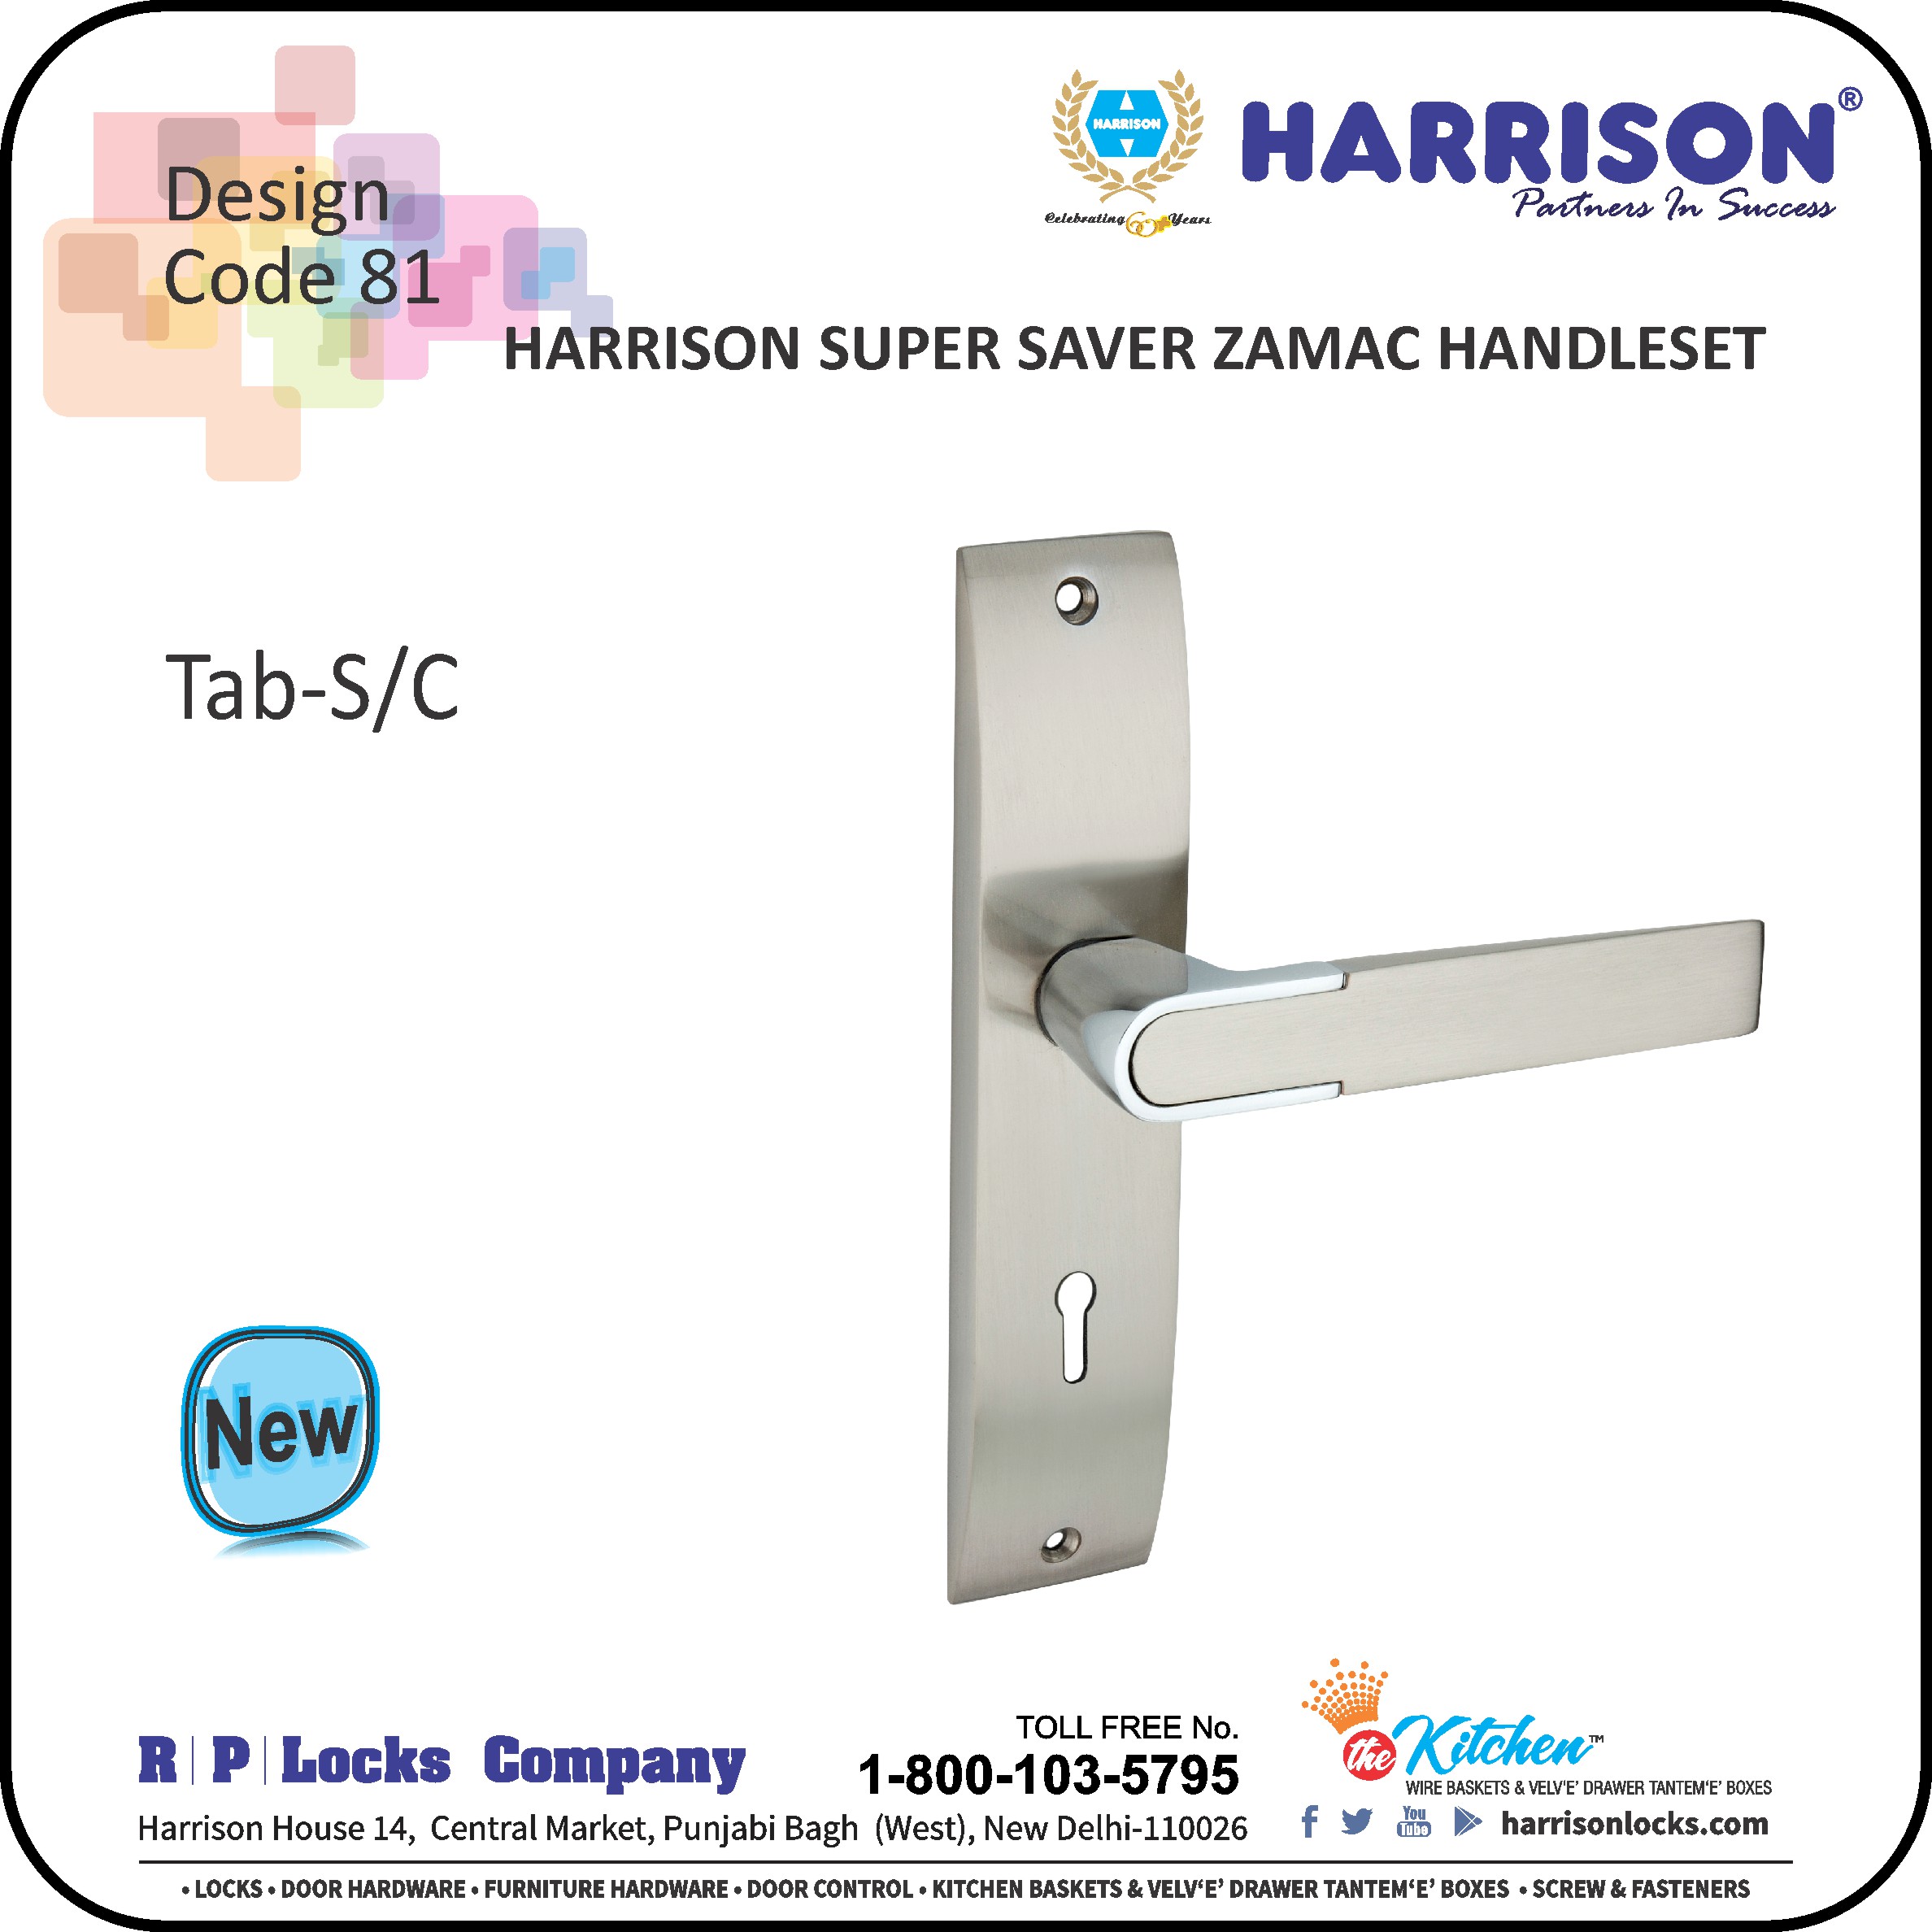 Design
Code 81
HARRISON
Celebrating 60+ Years
HARRISON®
Partners In Success
HARRISON SUPER SAVER ZAMAC HANDLESET
Tab-S/C
New
R|P|Locks Company
TOLL FREE No.
1-800-103-5795
Harrison House 14, Central Market, Punjabi Bagh (West), New Delhi-110026
the Kitchen™
WIRE BASKETS & VELV'E' DRAWER TANTEM'E' BOXES
f You Tube harrisonlocks.com
• LOCKS • DOOR HARDWARE • FURNITURE HARDWARE • DOOR CONTROL • KITCHEN BASKETS & VELV‘E’ DRAWER TANTEM‘E’ BOXES • SCREW & FASTENERS